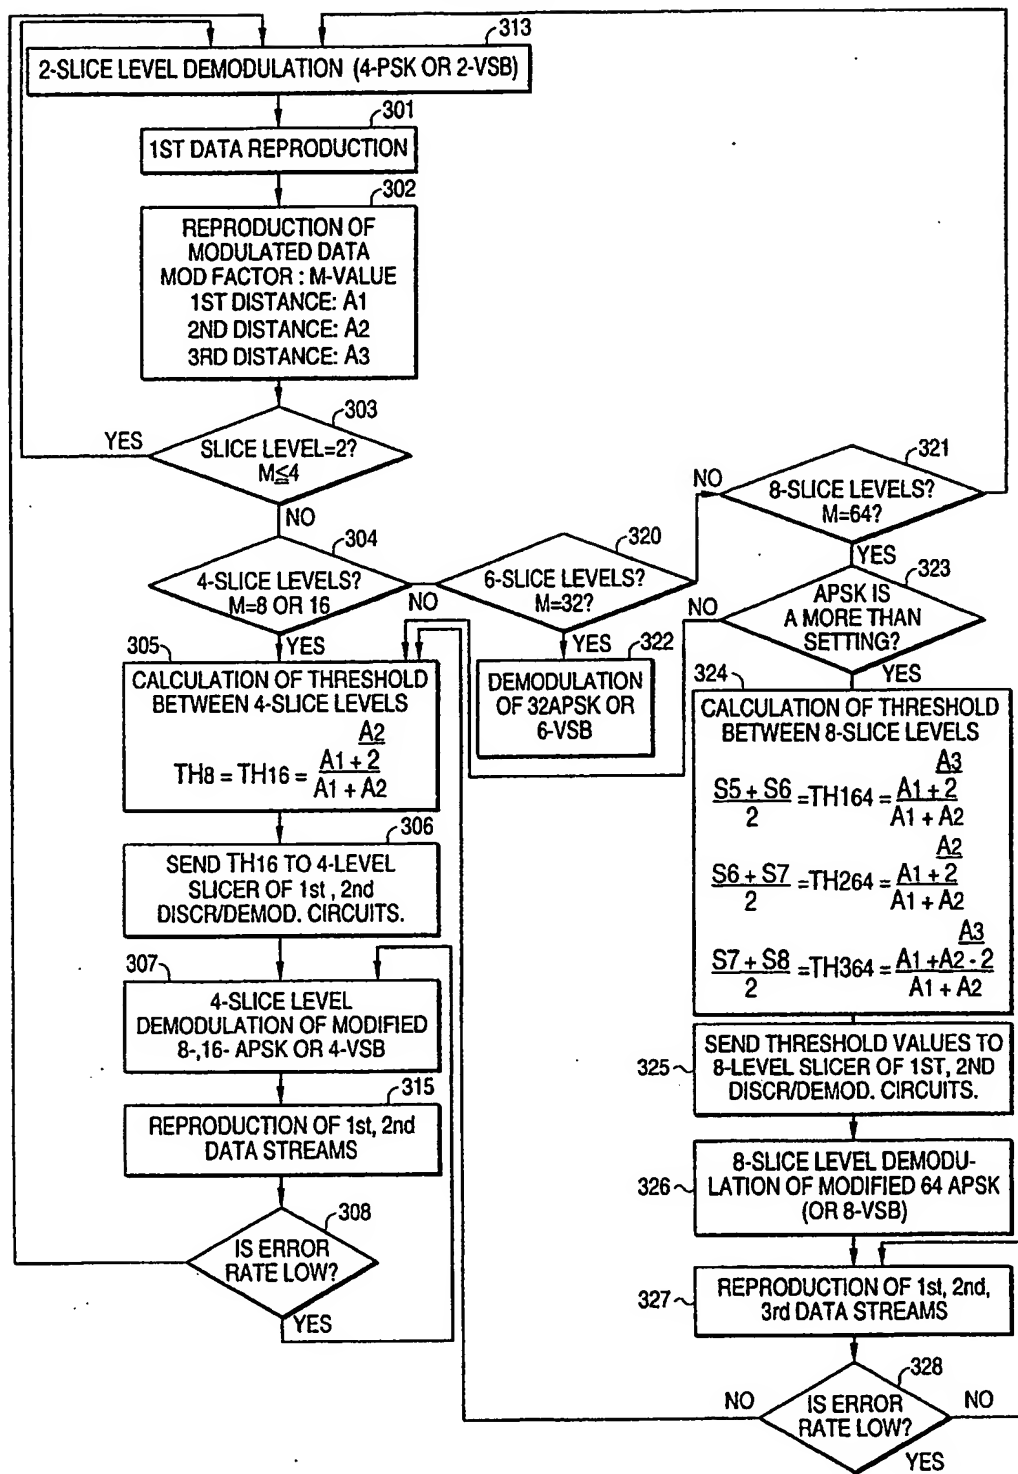 313
2-SLICE LEVEL DEMODULATION (4-PSK OR 2-VSB)
301
1ST DATA REPRODUCTION
302
REPRODUCTION OF
MODULATED DATA
MOD FACTOR : M-VALUE
1ST DISTANCE: A1
2ND DISTANCE: A2
3RD DISTANCE: A3
303
YES
SLICE LEVEL=2?
M≦4
NO
304
4-SLICE LEVELS?
M=8 OR 16
NO
YES
320
6-SLICE LEVELS?
M=32?
NO
YES
321
8-SLICE LEVELS?
M=64?
YES
322
DEMODULATION
OF 32APSK OR
6-VSB
323
APSK IS
A MORE THAN
SETTING?
NO
YES
305
CALCULATION OF THRESHOLD
BETWEEN 4-SLICE LEVELS
A2
TH8 = TH16 = A1 + 2
A1 + A2
306
SEND TH16 TO 4-LEVEL
SLICER OF 1st , 2nd
DISCR/DEMOD. CIRCUITS.
307
4-SLICE LEVEL
DEMODULATION OF MODIFIED
8-,16- APSK OR 4-VSB
315
REPRODUCTION OF 1st, 2nd
DATA STREAMS
308
IS ERROR
RATE LOW?
YES
324
CALCULATION OF THRESHOLD
BETWEEN 8-SLICE LEVELS
A3
S5 + S6 =TH164= A1 + 2
2 A1 + A2
A2
S6 + S7 =TH264= A1 + 2
2 A1 + A2
A3
S7 + S8 =TH364= A1 +A2 - 2
2 A1 + A2
325
SEND THRESHOLD VALUES TO
8-LEVEL SLICER OF 1ST, 2ND
DISCR/DEMOD. CIRCUITS.
326
8-SLICE LEVEL DEMODU-
LATION OF MODIFIED 64 APSK
(OR 8-VSB)
327
REPRODUCTION OF 1st, 2nd,
3rd DATA STREAMS
328
NO
IS ERROR
RATE LOW?
NO
YES